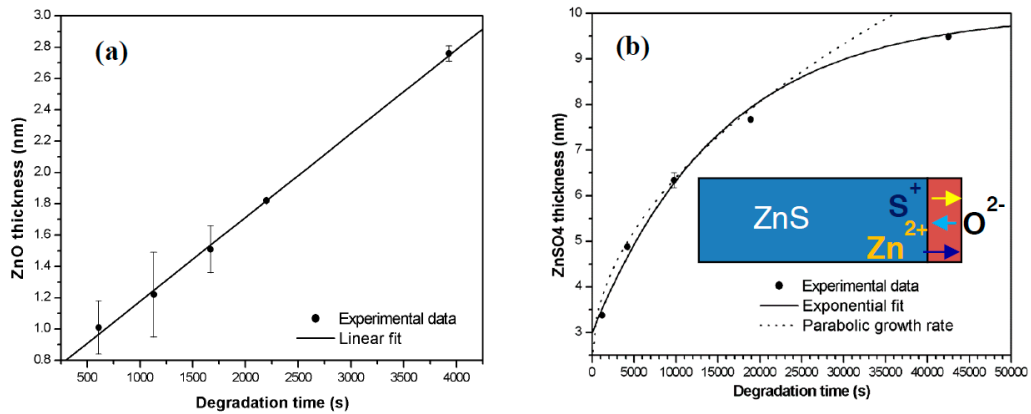 (a)
3.0
2.8
2.6
2.4
2.2
2.0
1.8
1.6
1.4
1.2
1.0
0.8
ZnO thickness (nm)
Experimental data
Linear fit
500 1000 1500 2000 2500 3000 3500 4000
Degradation time (s)
(b)
10
9
8
7
6
5
4
3
ZnSO4 thickness (nm)
ZnS
S+
O2-
Zn2+
Experimental data
Exponential fit
Parabolic growth rate
0 5000 10000 15000 20000 25000 30000 35000 40000 45000 50000
Degradation time (s)